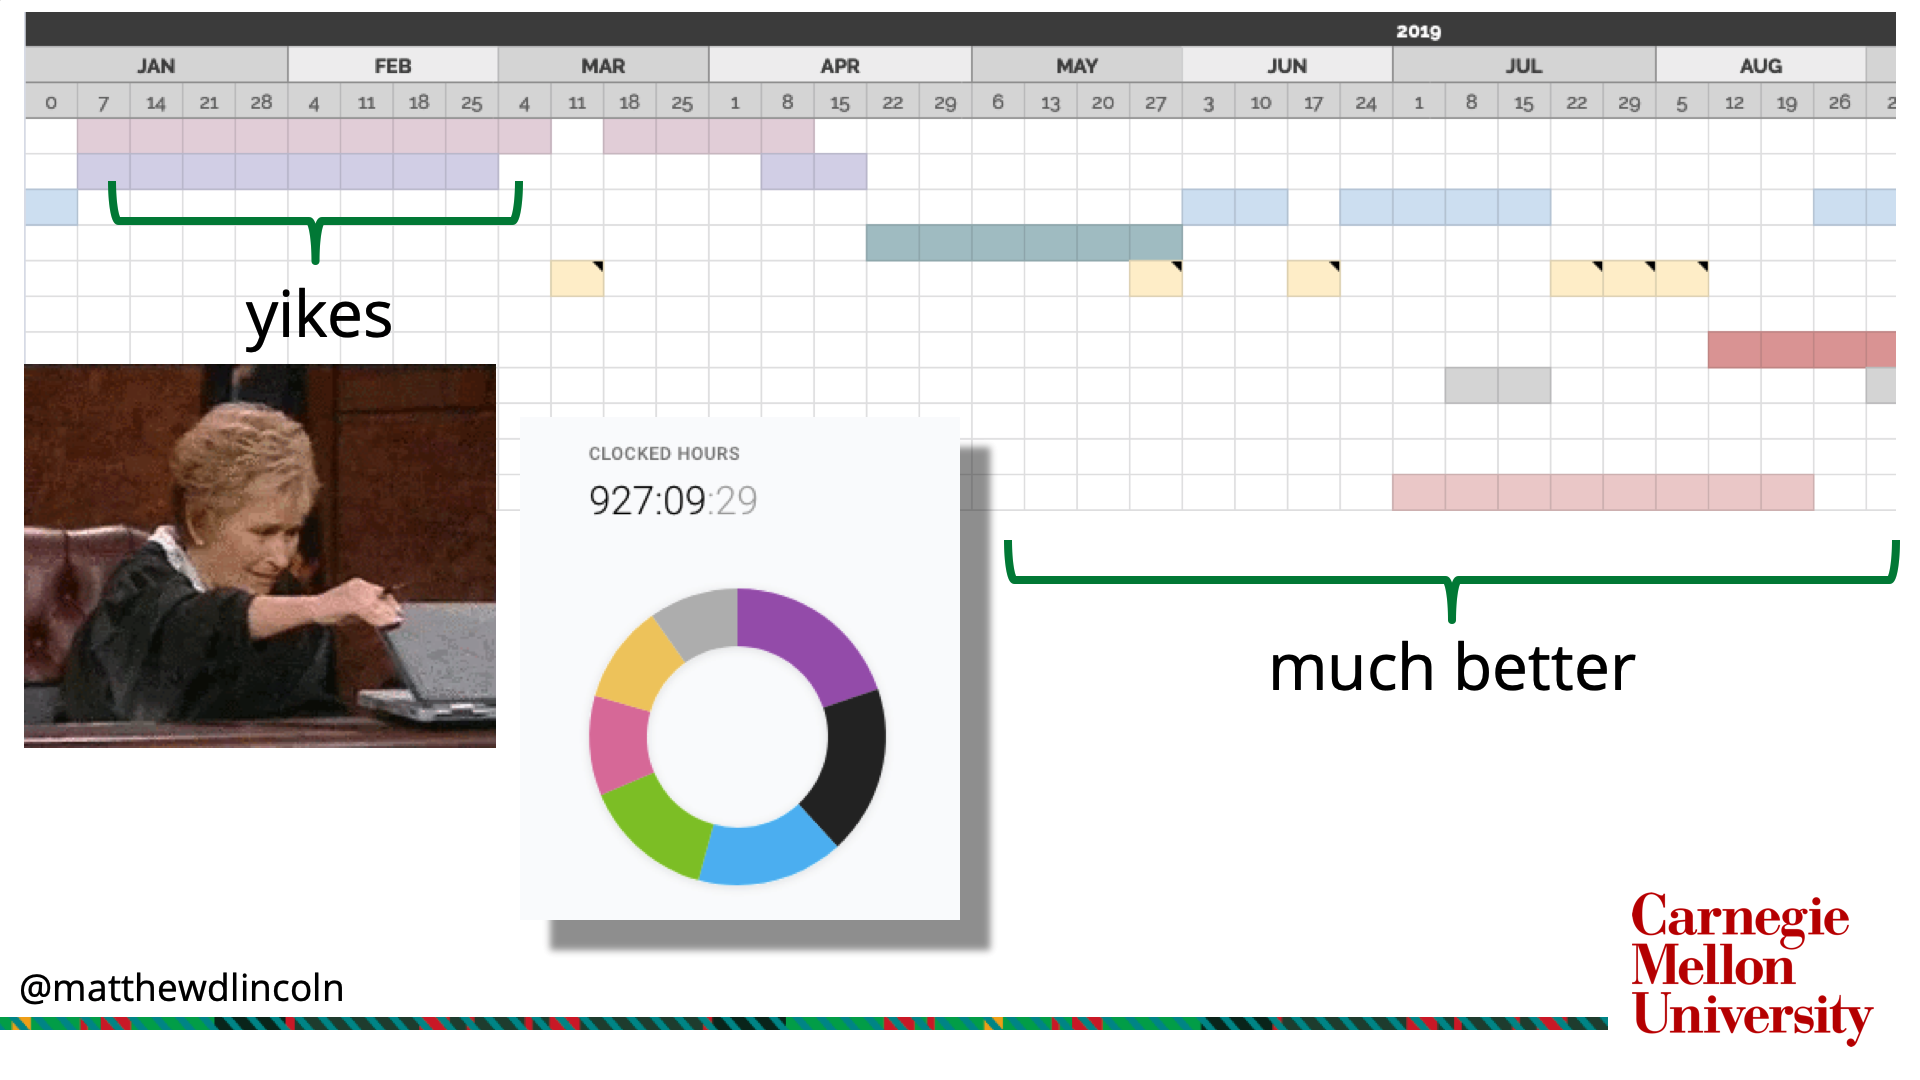 2019
JAN FEB MAR APR MAY JUN JUL AUG
0 7 14 21 28 4 11 18 25 4 11 18 25 1 8 15 22 29 6 13 20 27 3 10 17 24 1 8 15 22 29 5 12 19 26 2
yikes
CLOCKED HOURS
927:09:29
much better
@matthewdlincoln
Carnegie
Mellon
University